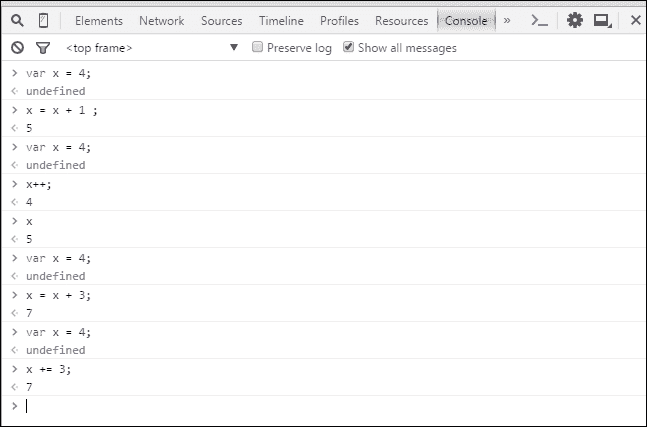 Elements Network Sources Timeline Profiles Resources Console »
<top frame> Preserve log Show all messages
> var x = 4;
undefined
> x = x + 1 ;
5
> var x = 4;
undefined
> x++;
4
> x
5
> var x = 4;
undefined
> x = x + 3;
7
> var x = 4;
undefined
> x += 3;
7
>